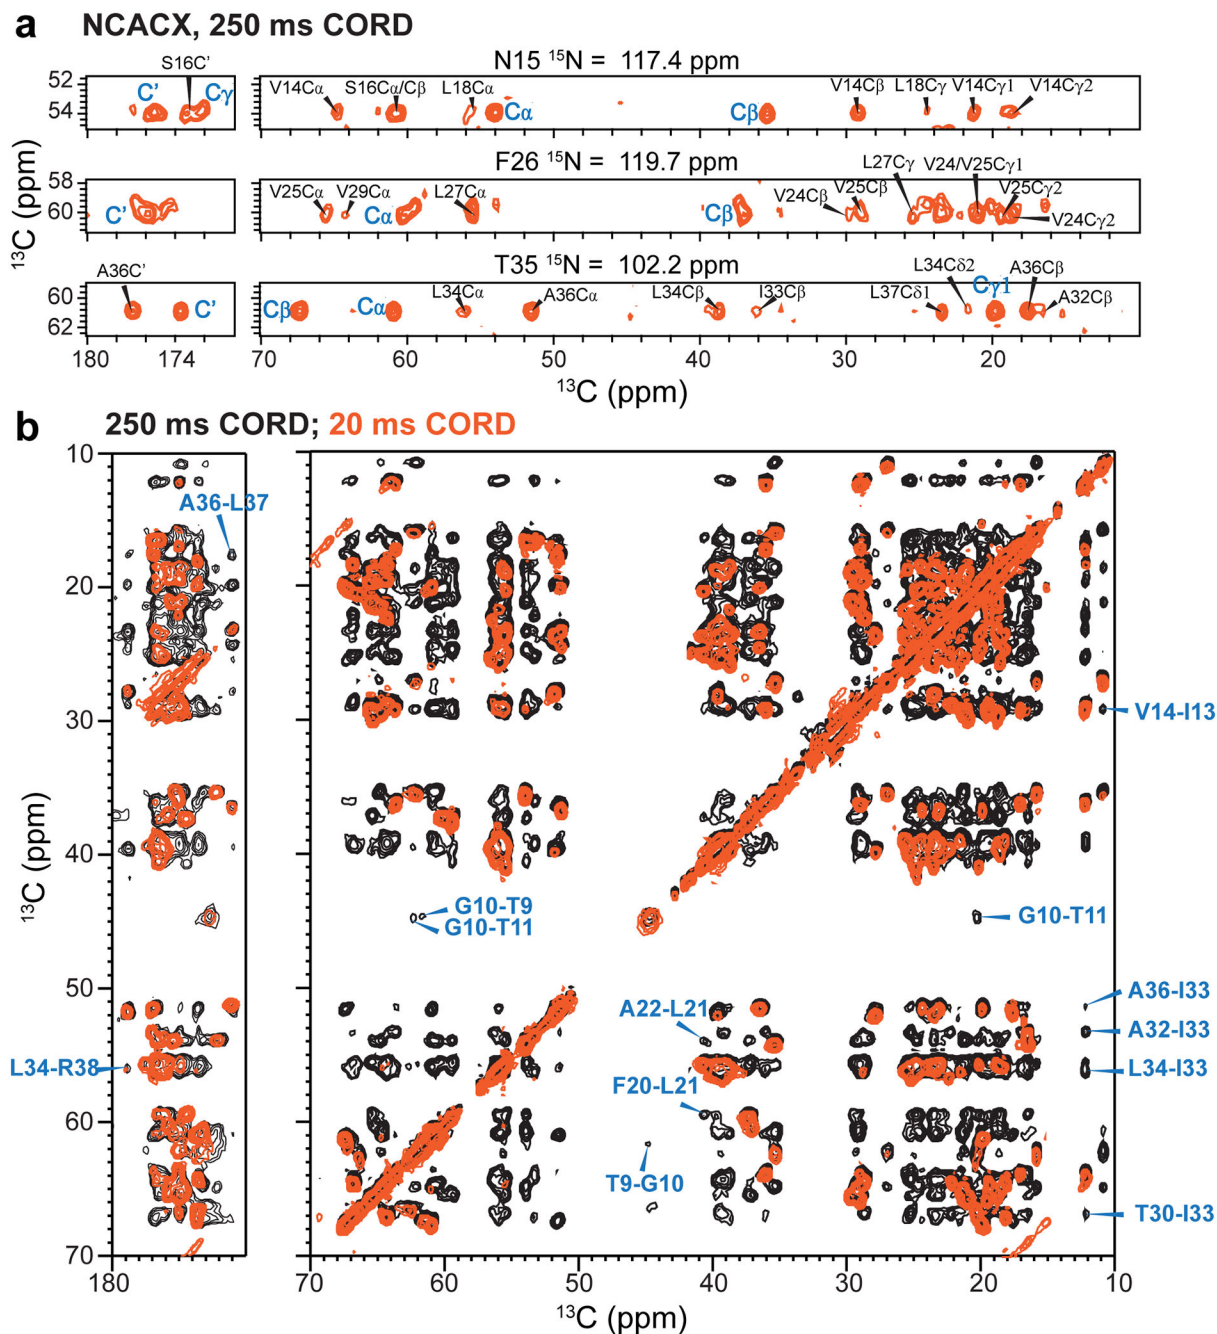 a NCACX, 250 ms CORD
N15 ¹⁵N = 117.4 ppm
S16C'
C'
Cγ
V14Cα
S16Cα/Cβ
L18Cα
Cα
Cβ
V14Cβ
L18Cγ
V14Cγ1
V14Cγ2
52
54
F26 ¹⁵N = 119.7 ppm
C'
V25Cα
V29Cα
Cα
L27Cα
Cβ
V24Cβ
V25Cβ
L27Cγ
V24/V25Cγ1
V25Cγ2
V24Cγ2
58
60
T35 ¹⁵N = 102.2 ppm
A36C'
C'
Cβ
Cα
L34Cα
A36Cα
L34Cβ
I33Cβ
L37Cδ1
L34Cδ2
Cγ1
A36Cβ
A32Cβ
60
62
¹³C (ppm)
180 174 70 60 50 40 30 20
¹³C (ppm)
b 250 ms CORD; 20 ms CORD
10
20
30
40
50
60
70
¹³C (ppm)
A36-L37
V14-I13
G10-T9
G10-T11
G10-T11
A36-I33
A22-L21
A32-I33
L34-R38
L34-I33
F20-L21
T9-G10
T30-I33
180 70 60 50 40 30 20 10
¹³C (ppm)